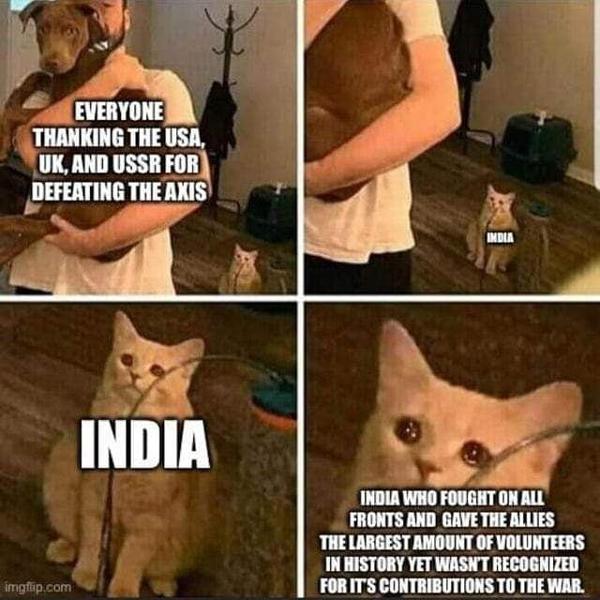 EVERYONE
THANKING THE USA,
UK, AND USSR FOR
DEFEATING THE AXIS
INDIA
INDIA
INDIA WHO FOUGHT ON ALL
FRONTS AND GAVE THE ALLIES
THE LARGEST AMOUNT OF VOLUNTEERS
IN HISTORY YET WASN'T RECOGNIZED
FOR IT'S CONTRIBUTIONS TO THE WAR.
imgflip.com